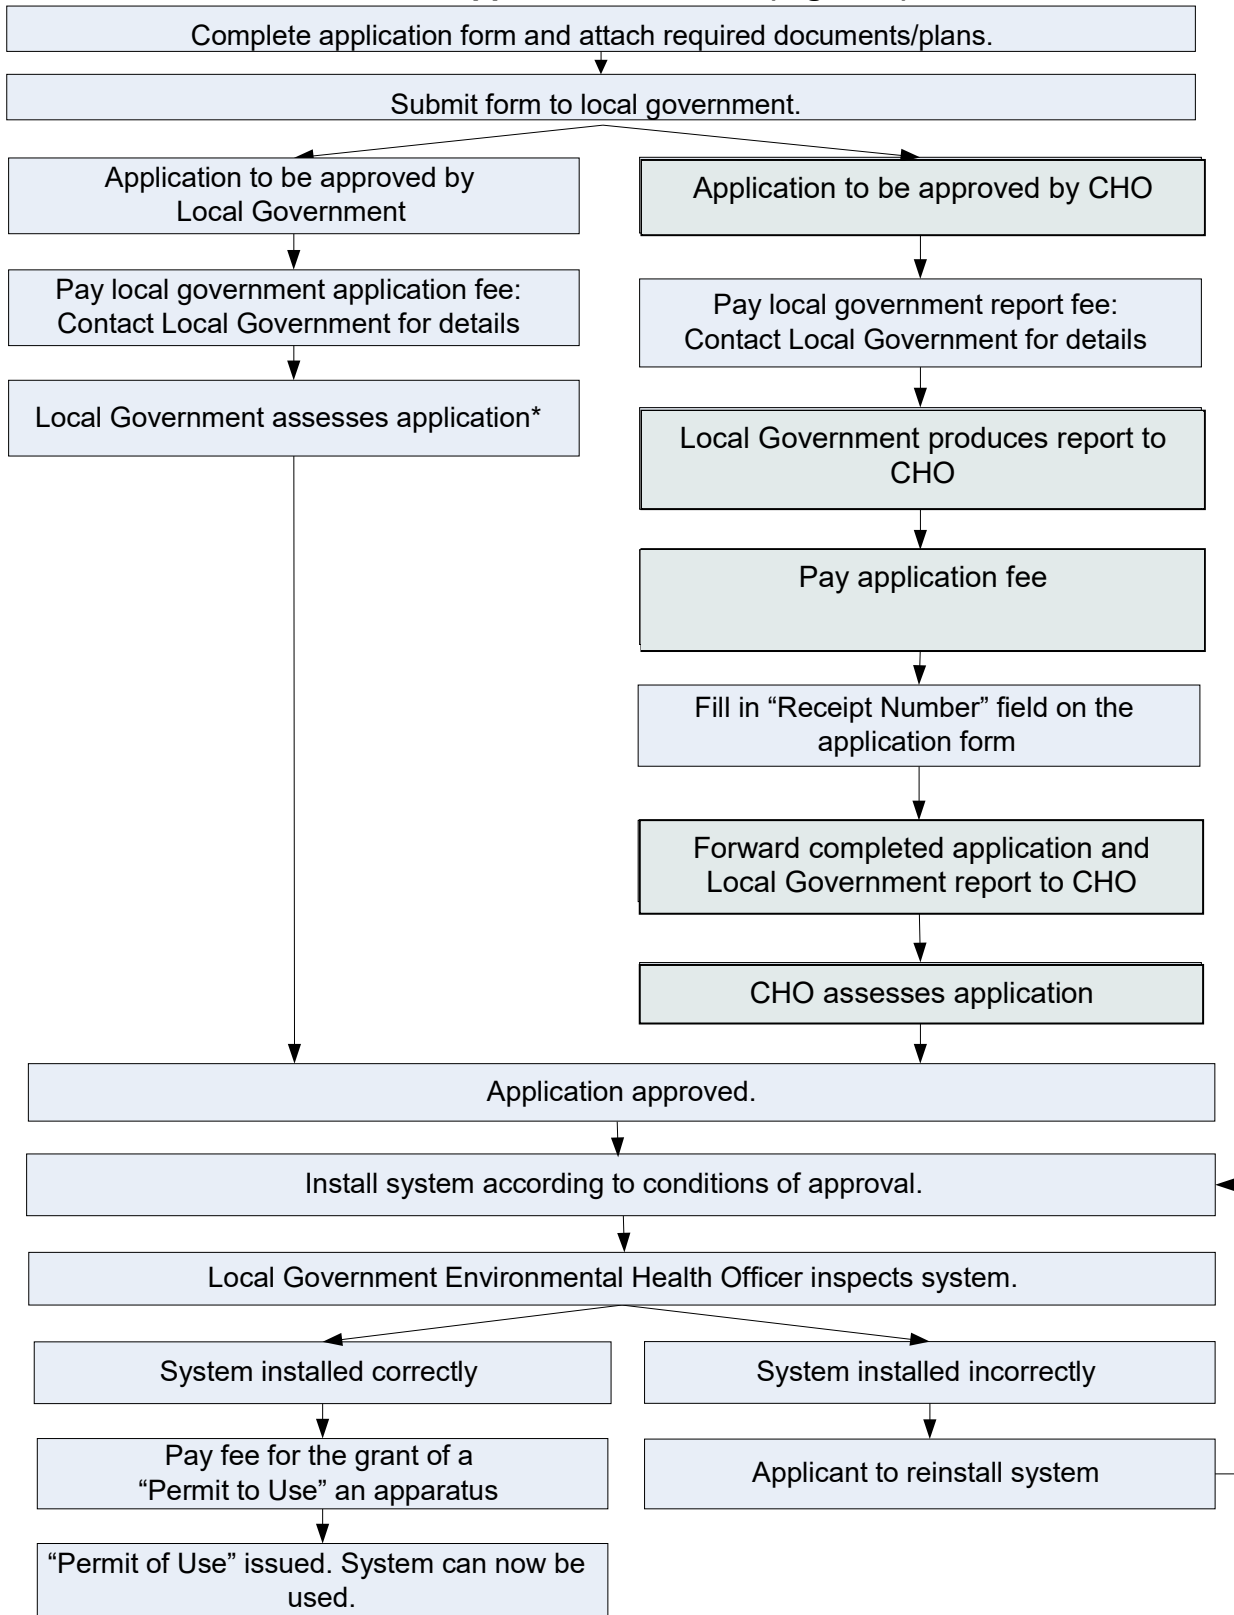 Complete application form and attach required documents/plans.
Submit form to local government.
Application to be approved by
Local Government
Application to be approved by CHO
Pay local government application fee:
Contact Local Government for details
Pay local government report fee:
Contact Local Government for details
Local Government assesses application*
Local Government produces report to
CHO
Pay application fee
Fill in “Receipt Number” field on the
application form
Forward completed application and
Local Government report to CHO
CHO assesses application
Application approved.
Install system according to conditions of approval.
Local Government Environmental Health Officer inspects system.
System installed correctly
System installed incorrectly
Pay fee for the grant of a
“Permit to Use” an apparatus
Applicant to reinstall system
“Permit of Use” issued. System can now be
used.